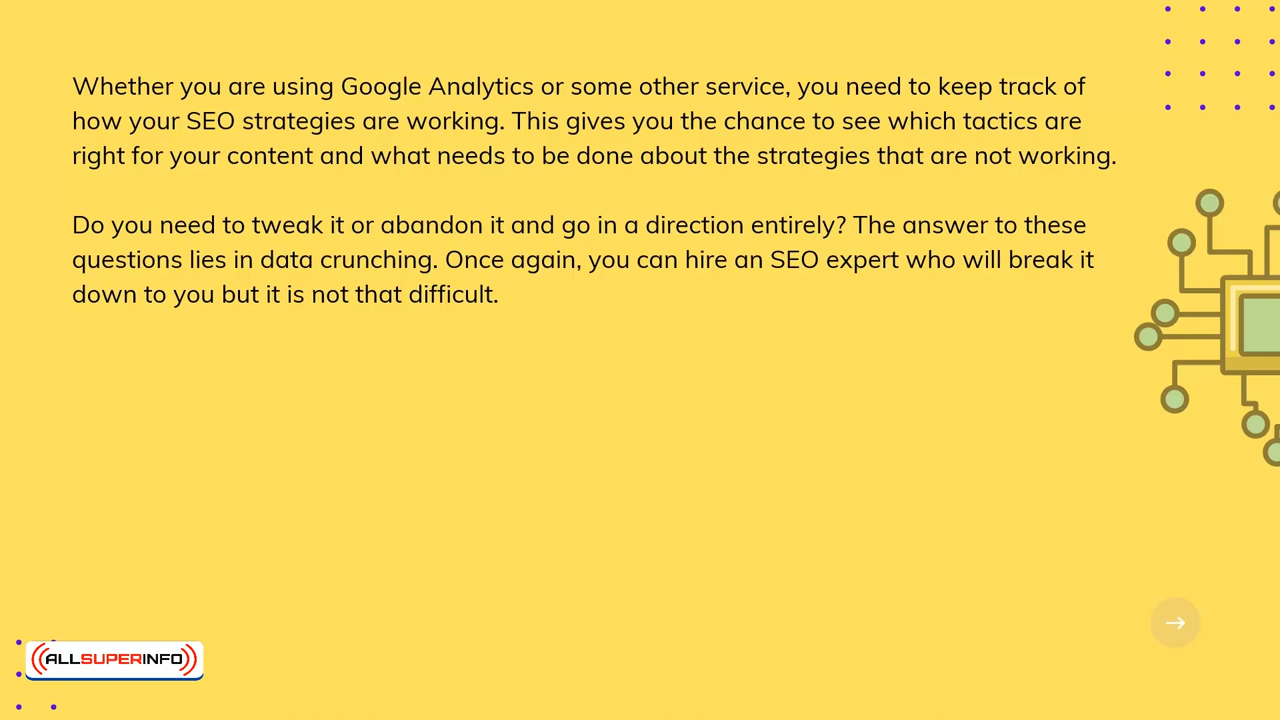 Whether you are using Google Analytics or some other service, you need to keep track of
how your SEO strategies are working. This gives you the chance to see which tactics are
right for your content and what needs to be done about the strategies that are not working.
Do you need to tweak it or abandon it and go in a direction entirely? The answer to these
questions lies in data crunching. Once again, you can hire an SEO expert who will break it
down to you but it is not that difficult.
ALLSUPERINFO